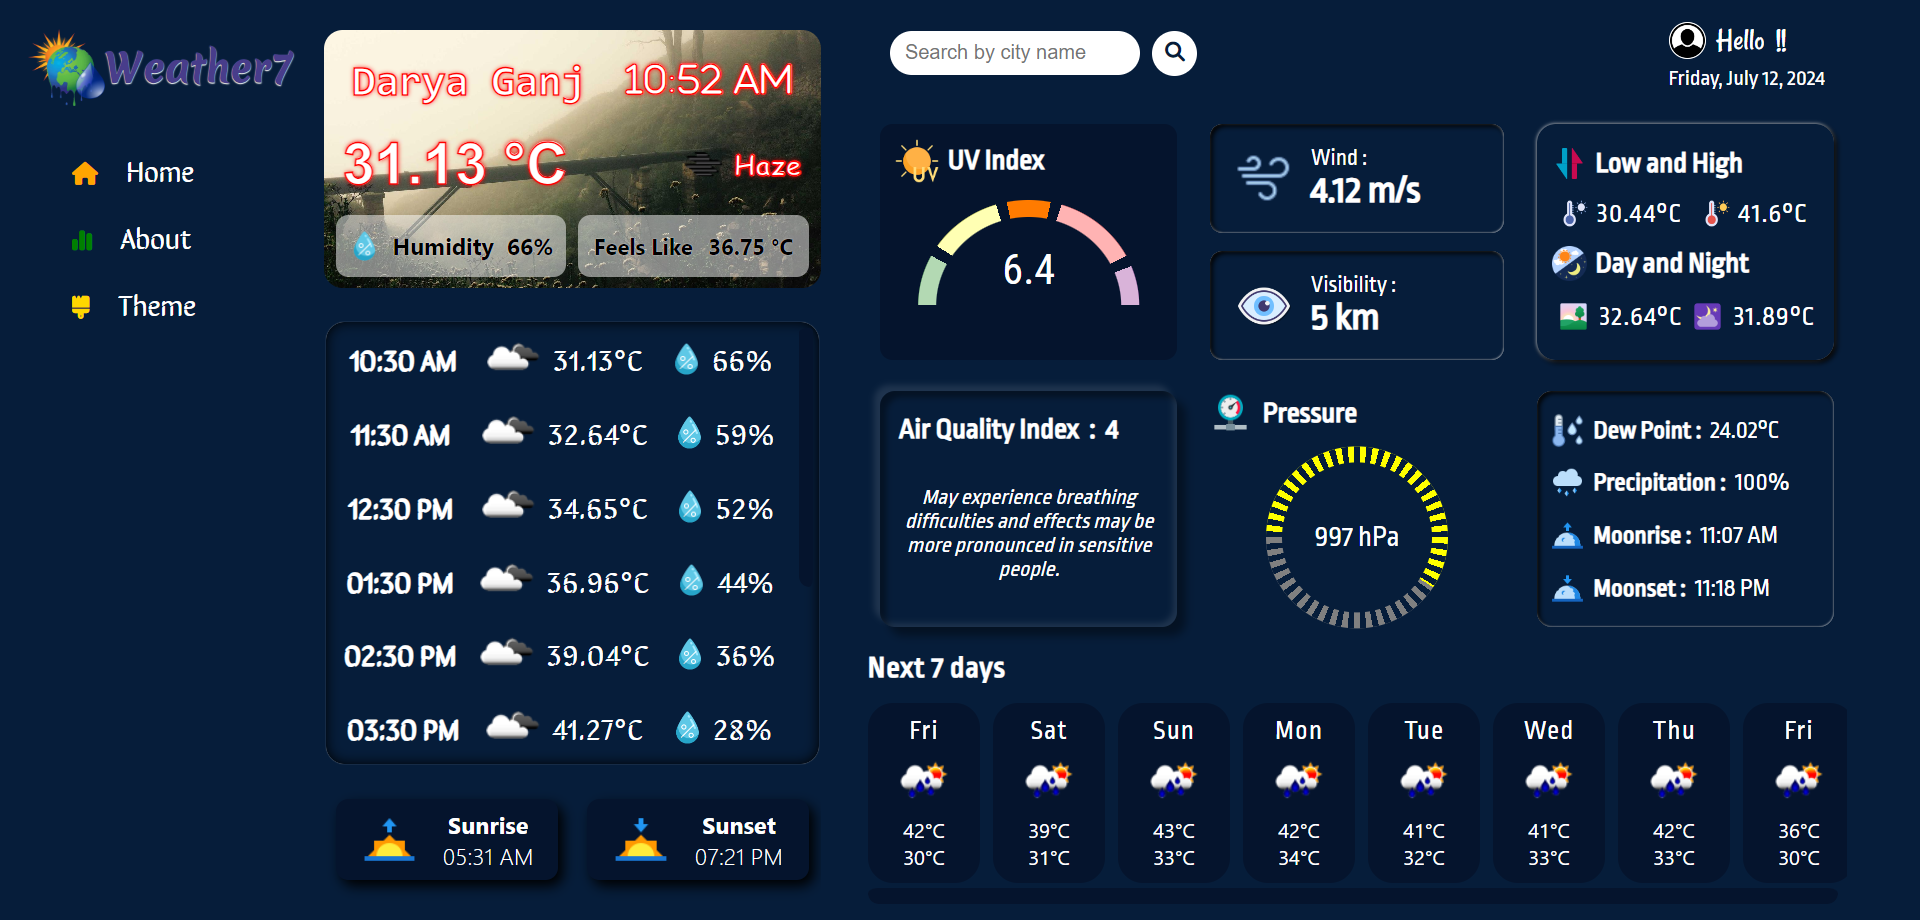 Weather7
Home
About
Theme
Darya Ganj 10:52 AM
31.13 °C Haze
Humidity 66% Feels Like 36.75 °C
10:30 AM 31.13°C 66%
11:30 AM 32.64°C 59%
12:30 PM 34.65°C 52%
01:30 PM 36.96°C 44%
02:30 PM 39.04°C 36%
03:30 PM 41.27°C 28%
Sunrise
05:31 AM
Sunset
07:21 PM
Search by city name
Hello !!
Friday, July 12, 2024
UV UV Index
6.4
Wind :
4.12 m/s
Visibility :
5 km
Low and High
30.44°C 41.6°C
Day and Night
32.64°C 31.89°C
Air Quality Index : 4
May experience breathing
difficulties and effects may be
more pronounced in sensitive
people.
Pressure
997 hPa
Dew Point : 24.02°C
Precipitation : 100%
Moonrise : 11:07 AM
Moonset : 11:18 PM
Next 7 days
Fri Sat Sun Mon Tue Wed Thu Fri
42°C 39°C 43°C 42°C 41°C 41°C 42°C 36°C
30°C 31°C 33°C 34°C 32°C 33°C 33°C 30°C